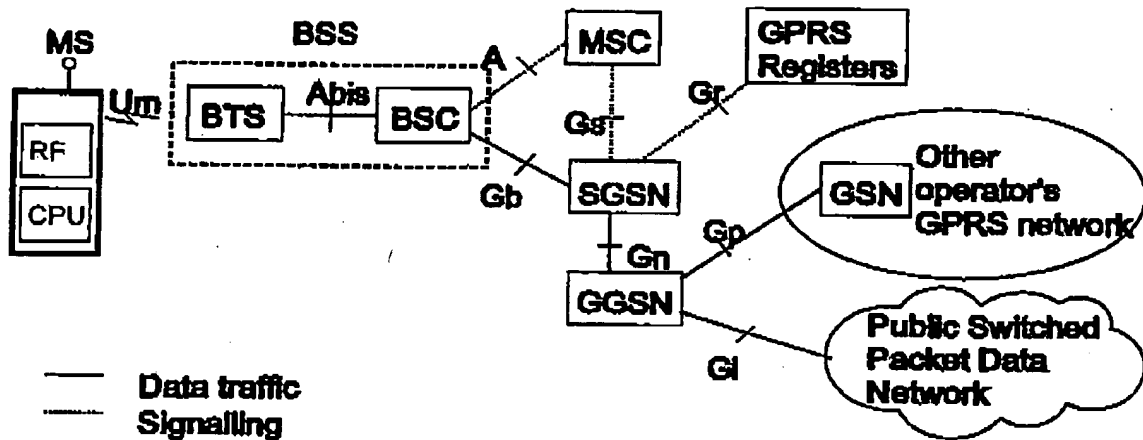 BSS
MS
MSC
GPRS
Registers
A
Um
BTS
Abis
BSC
Gr
Gs
RF
CPU
Gb
SGSN
Other
operator's
GPRS network
GSN
Gp
Gn
GGSN
Gi
Public Switched
Packet Data
Network
Data traffic
Signalling